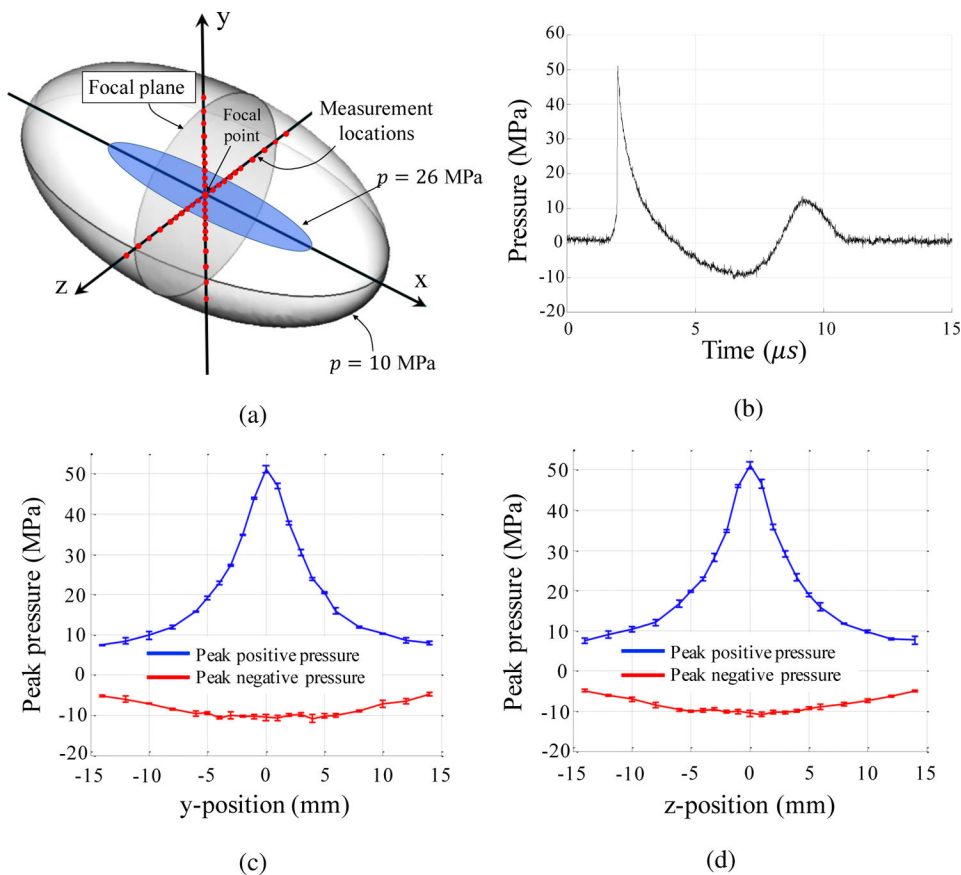 y
Focal plane
Focal
point
Measurement
locations
p = 26 MPa
z
x
p = 10 MPa
(a)
60
50
40
30
20
10
0
-10
-20
Pressure (MPa)
0
5
10
15
Time (μs)
(b)
50
40
30
20
10
0
-10
-20
Peak pressure (MPa)
Peak positive pressure
Peak negative pressure
-15
-10
-5
0
5
10
15
y-position (mm)
(c)
50
40
30
20
10
0
-10
-20
Peak pressure (MPa)
Peak positive pressure
Peak negative pressure
-15
-10
-5
0
5
10
15
z-position (mm)
(d)